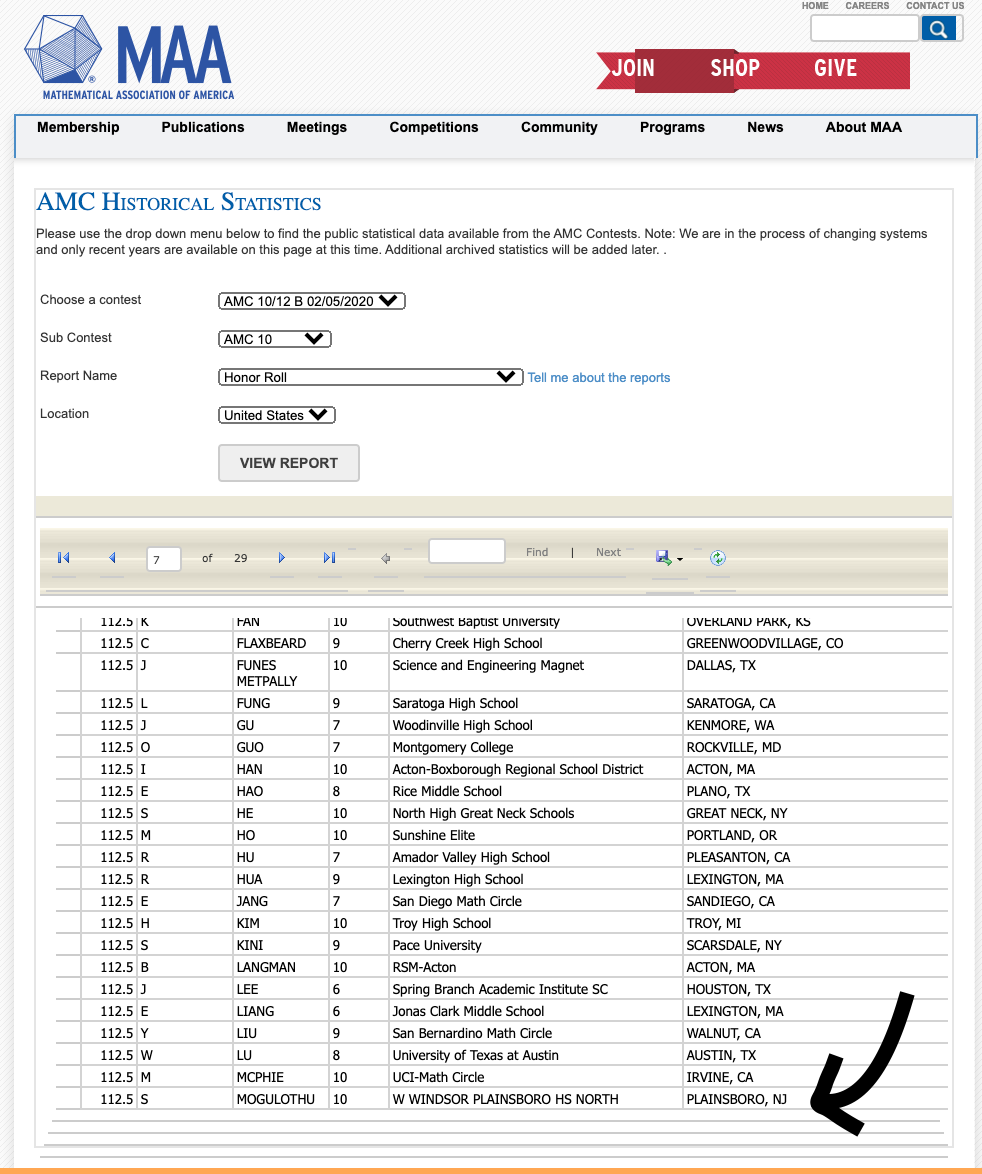 HOME CAREERS CONTACT US
MAA
®
MATHEMATICAL ASSOCIATION OF AMERICA
JOIN SHOP GIVE
Membership Publications Meetings Competitions Community Programs News About MAA
AMC Historical Statistics
Please use the drop down menu below to find the public statistical data available from the AMC Contests. Note: We are in the process of changing systems
and only recent years are available on this page at this time. Additional archived statistics will be added later. .
Choose a contest AMC 10/12 B 02/05/2020
Sub Contest AMC 10
Report Name Honor Roll Tell me about the reports
Location United States
VIEW REPORT
7 of 29 Find | Next
112.5 K FAN 10 Southwest Baptist University OVERLAND PARK, KS
112.5 C FLAXBEARD 9 Cherry Creek High School GREENWOODVILLAGE, CO
112.5 J FUNES 10 Science and Engineering Magnet DALLAS, TX
METPALLY
112.5 L FUNG 9 Saratoga High School SARATOGA, CA
112.5 J GU 7 Woodinville High School KENMORE, WA
112.5 O GUO 7 Montgomery College ROCKVILLE, MD
112.5 I HAN 10 Acton-Boxborough Regional School District ACTON, MA
112.5 E HAO 8 Rice Middle School PLANO, TX
112.5 S HE 10 North High Great Neck Schools GREAT NECK, NY
112.5 M HO 10 Sunshine Elite PORTLAND, OR
112.5 R HU 7 Amador Valley High School PLEASANTON, CA
112.5 R HUA 9 Lexington High School LEXINGTON, MA
112.5 E JANG 7 San Diego Math Circle SANDIEGO, CA
112.5 H KIM 10 Troy High School TROY, MI
112.5 S KINI 9 Pace University SCARSDALE, NY
112.5 B LANGMAN 10 RSM-Acton ACTON, MA
112.5 J LEE 6 Spring Branch Academic Institute SC HOUSTON, TX
112.5 E LIANG 6 Jonas Clark Middle School LEXINGTON, MA
112.5 Y LIU 9 San Bernardino Math Circle WALNUT, CA
112.5 W LU 8 University of Texas at Austin AUSTIN, TX
112.5 M MCPHIE 10 UCI-Math Circle IRVINE, CA
112.5 S MOGULOTHU 10 W WINDSOR PLAINSBORO HS NORTH PLAINSBORO, NJ